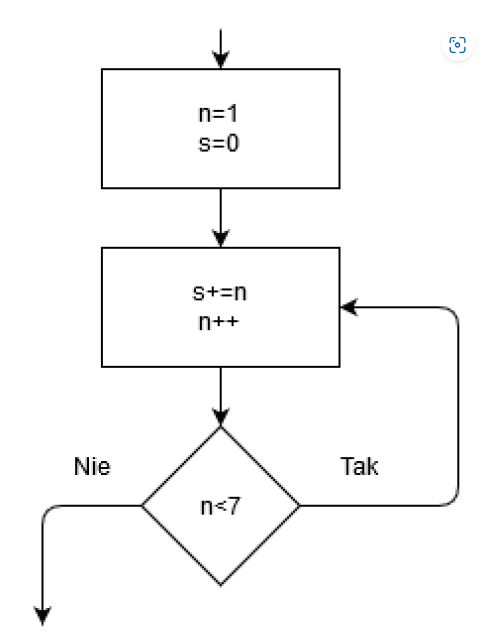 n=1
s=0
s+=n
n++
Nie
Tak
n<7